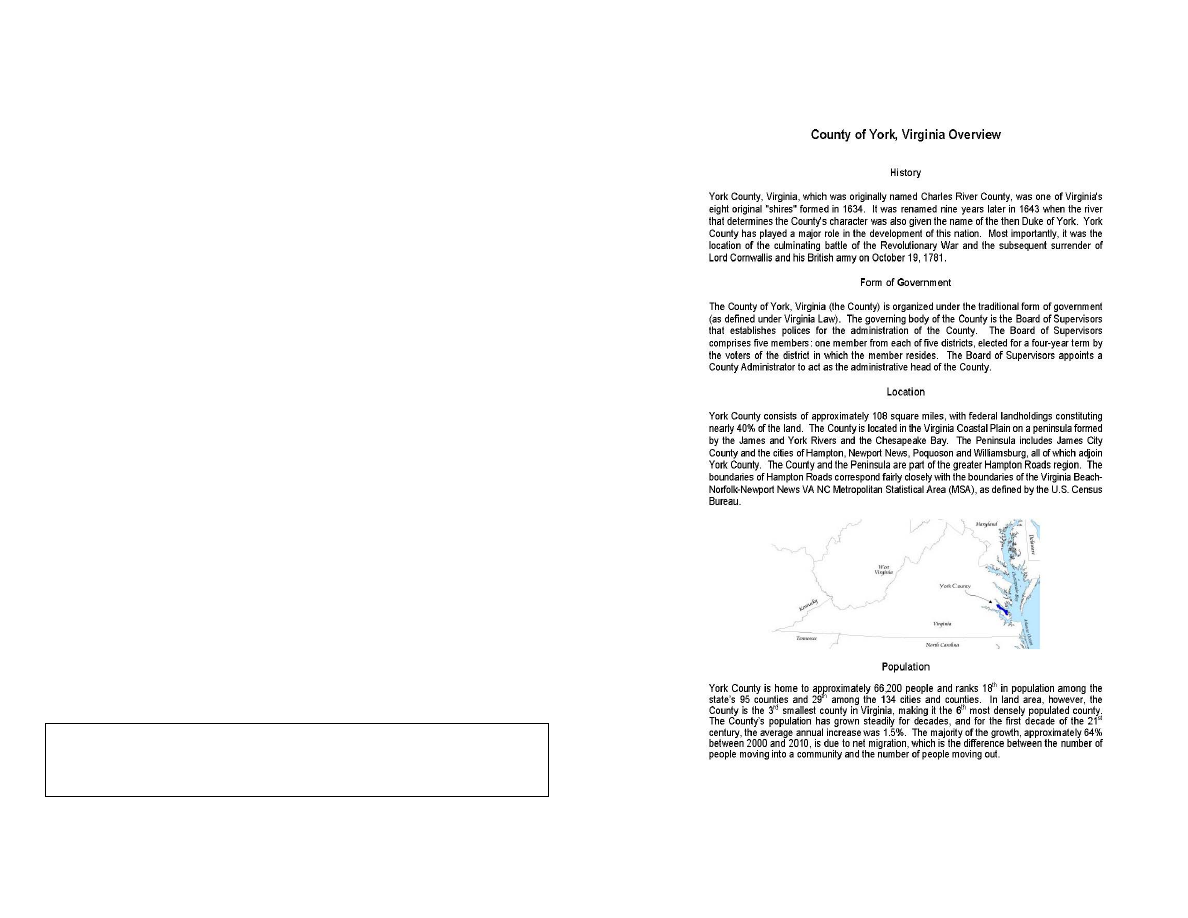 County of York, Virginia Overview
History
York County, Virginia, which was originally named Charles River County, was one of Virginia's
eight original "shires" formed in 1634. It was renamed nine years later in 1643 when the river
that determines the County's character was also given the name of the then Duke of York. York
County has played a major role in the development of this nation. Most importantly, it was the
location of the culminating battle of the Revolutionary War and the subsequent surrender of
Lord Cornwallis and his British army on October 19, 1781.
Form of Government
The County of York, Virginia (the County) is organized under the traditional form of government
(as defined under Virginia Law). The governing body of the County is the Board of Supervisors
that establishes polices for the administration of the County. The Board of Supervisors
comprises five members: one member from each of five districts, elected for a four-year term by
the voters of the district in which the member resides. The Board of Supervisors appoints a
County Administrator to act as the administrative head of the County.
Location
York County consists of approximately 108 square miles, with federal landholdings constituting
nearly 40% of the land. The County is located in the Virginia Coastal Plain on a peninsula formed
by the James and York Rivers and the Chesapeake Bay. The Peninsula includes James City
County and the cities of Hampton, Newport News, Poquoson and Williamsburg, all of which adjoin
York County. The County and the Peninsula are part of the greater Hampton Roads region. The
boundaries of Hampton Roads correspond fairly closely with the boundaries of the Virginia Beach-
Norfolk-Newport News VA NC Metropolitan Statistical Area (MSA), as defined by the U.S. Census
Bureau.
Maryland
Delaware
West
Virginia
Chesapeake Bay
York County
Kentucky
Virginia
Atlantic Ocean
Tennessee
North Carolina
Population
York County is home to approximately 66,200 people and ranks 18th in population among the
state's 95 counties and 29th among the 134 cities and counties. In land area, however, the
County is the 3rd smallest county in Virginia, making it the 6th most densely populated county.
The County's population has grown steadily for decades, and for the first decade of the 21st
century, the average annual increase was 1.5%. The majority of the growth, approximately 64%
between 2000 and 2010, is due to net migration, which is the difference between the number of
people moving into a community and the number of people moving out.